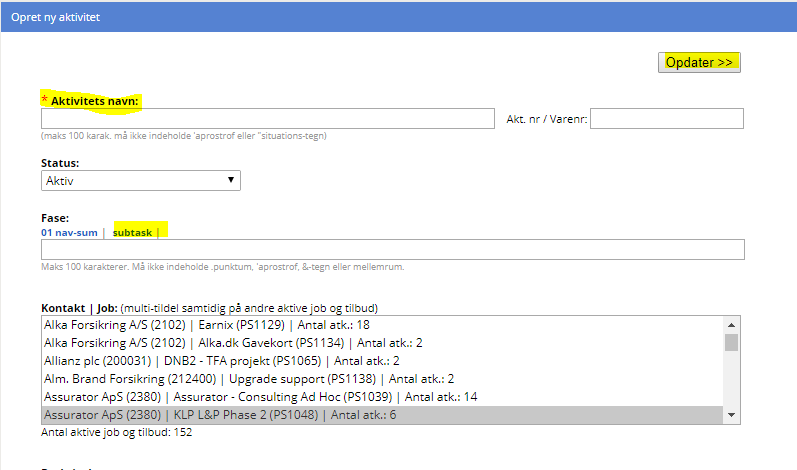 Opret ny aktivitet
Opdater >>
* Aktivitets navn:
Akt. nr / Varenr:
(maks 100 karak. må ikke indeholde 'aprostrof eller "situations-tegn)
Status:
Aktiv
Fase:
01 nav-sum | subtask |
Maks 100 karakterer. Må ikke indeholde .punktum, 'aprostrof, &-tegn eller mellemrum.
Kontakt | Job: (multi-tildel samtidig på andre aktive job og tilbud)
Alka Forsikring A/S (2102) | Earnix (PS1129) | Antal atk.: 18
Alka Forsikring A/S (2102) | Alka.dk Gavekort (PS1134) | Antal atk.: 2
Allianz plc (200031) | DNB2 - TFA projekt (PS1065) | Antal atk.: 2
Alm. Brand Forsikring (212400) | Upgrade support (PS1138) | Antal atk.: 2
Assurator ApS (2380) | Assurator - Consulting Ad Hoc (PS1039) | Antal atk.: 14
Assurator ApS (2380) | KLP L&P Phase 2 (PS1048) | Antal atk.: 6
Antal aktive job og tilbud: 152